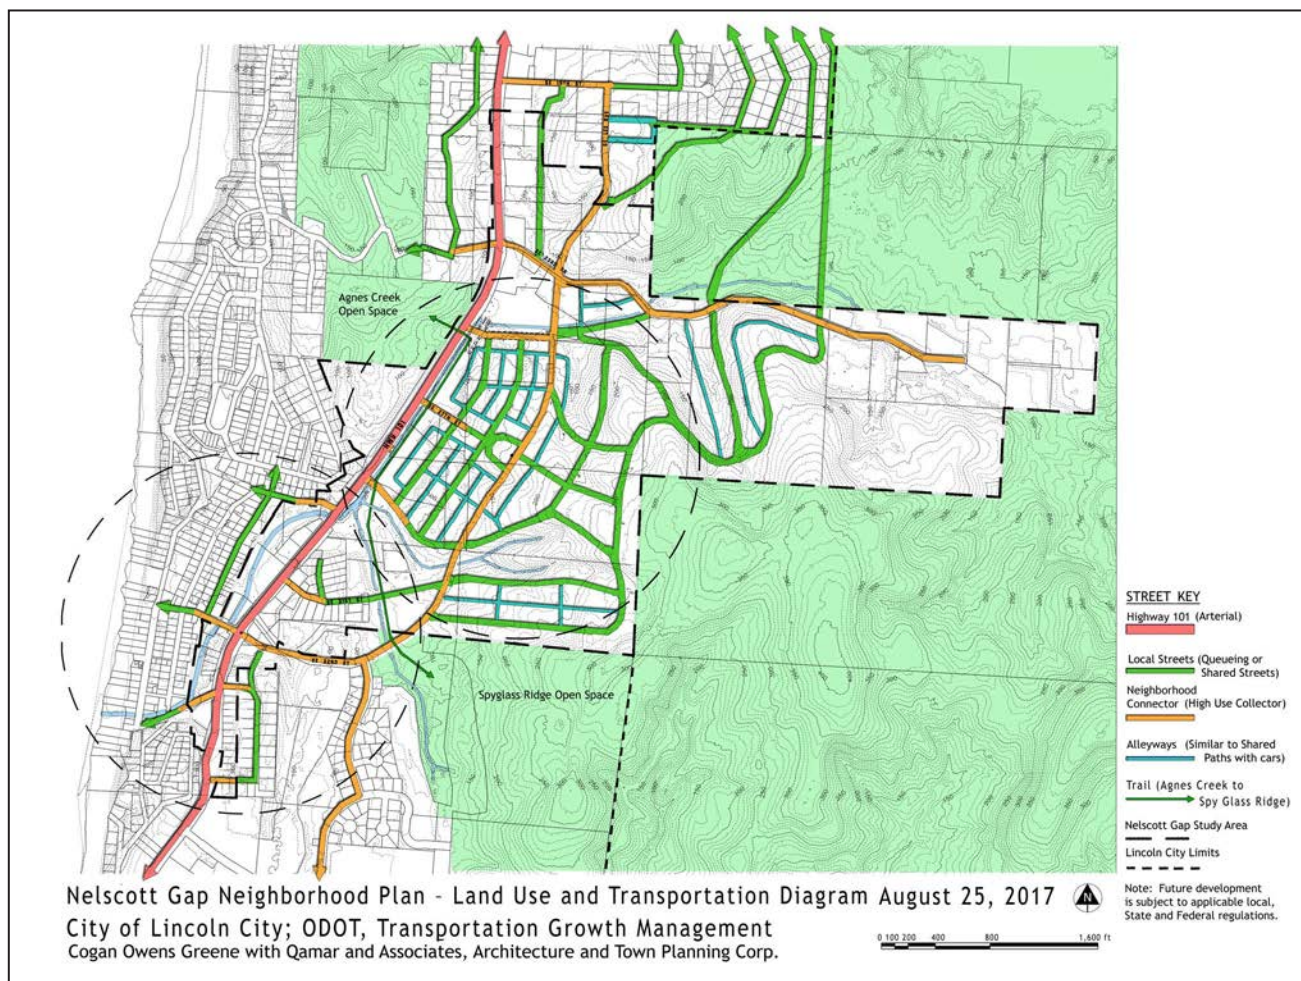 Agnes Creek
Open Space
HWY 101
SE 32ND ST
Spyglass Ridge Open Space
STREET KEY
Highway 101 (Arterial)
Local Streets (Queueing or
Shared Streets)
Neighborhood
Connector (High Use Collector)
Alleyways (Similar to Shared
Paths with cars)
Trail (Agnes Creek to
Spy Glass Ridge)
Nelscott Gap Study Area
Lincoln City Limits
Note: Future development
is subject to applicable local,
State and Federal regulations.
Nelscott Gap Neighborhood Plan - Land Use and Transportation Diagram August 25, 2017
N
City of Lincoln City; ODOT, Transportation Growth Management
Cogan Owens Greene with Qamar and Associates, Architecture and Town Planning Corp.
0 100 200 400 800 1,600 ft